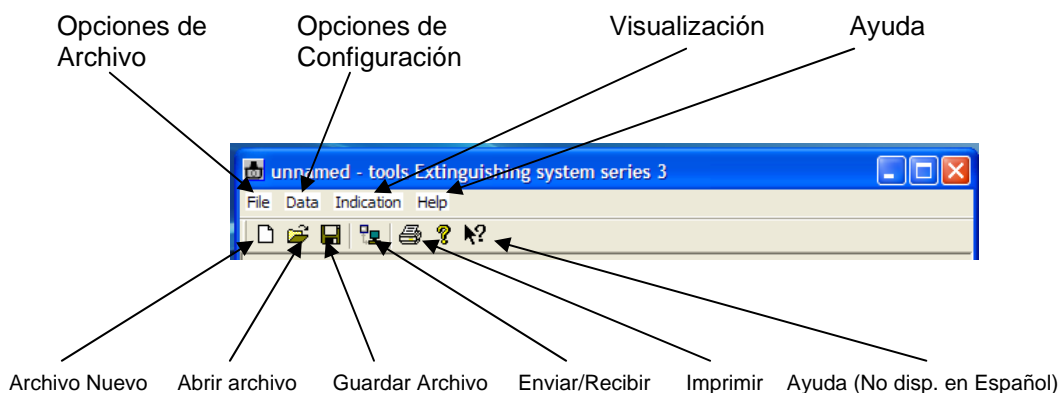 Opciones de Archivo
Opciones de Configuración
Visualización
Ayuda
unnamed - tools Extinguishing system series 3
File Data Indication Help
Archivo Nuevo Abrir archivo Guardar Archivo Enviar/Recibir Imprimir Ayuda (No disp. en Español)